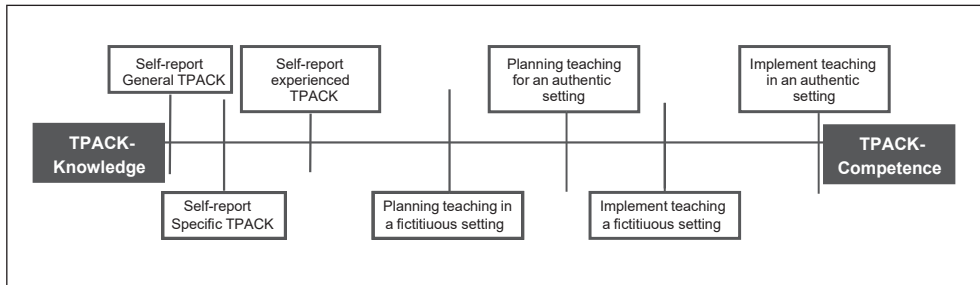 Self-report
General TPACK
Self-report
experienced
TPACK
Planning teaching
for an authentic
setting
Implement teaching
in an authentic
setting
TPACK-
Knowledge
TPACK-
Competence
Self-report
Specific TPACK
Planning teaching in
a fictitiuous setting
Implement teaching
a fictitiuous setting